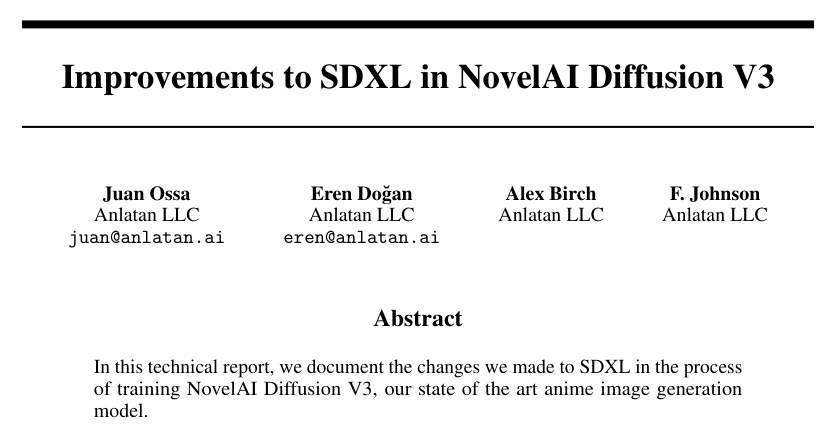 Improvements to SDXL in NovelAI Diffusion V3
Juan Ossa Eren Doğan Alex Birch F. Johnson
Anlatan LLC Anlatan LLC Anlatan LLC Anlatan LLC
juan@anlatan.ai eren@anlatan.ai
Abstract
In this technical report, we document the changes we made to SDXL in the process
of training NovelAI Diffusion V3, our state of the art anime image generation
model.